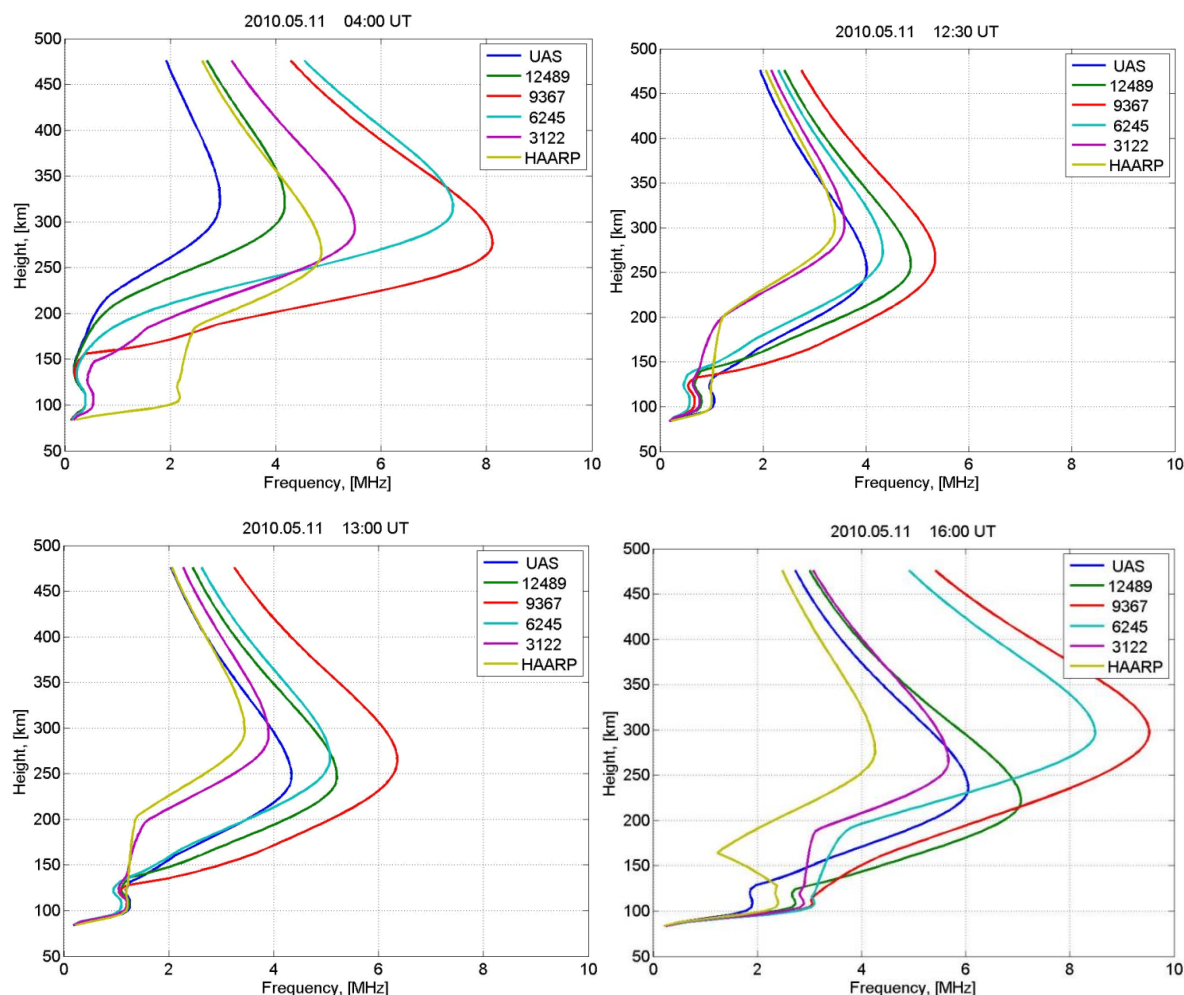 2010.05.11 04:00 UT
500
450
400
350
300
250
200
150
100
50
Height, [km]
0 2 4 6 8 10
Frequency, [MHz]
UAS
12489
9367
6245
3122
HAARP
2010.05.11 12:30 UT
500
450
400
350
300
250
200
150
100
50
Height, [km]
0 2 4 6 8 10
Frequency, [MHz]
UAS
12489
9367
6245
3122
HAARP
2010.05.11 13:00 UT
500
450
400
350
300
250
200
150
100
50
Height, [km]
0 2 4 6 8 10
Frequency, [MHz]
UAS
12489
9367
6245
3122
HAARP
2010.05.11 16:00 UT
500
450
400
350
300
250
200
150
100
50
Height, [km]
0 2 4 6 8 10
Frequency, [MHz]
UAS
12489
9367
6245
3122
HAARP